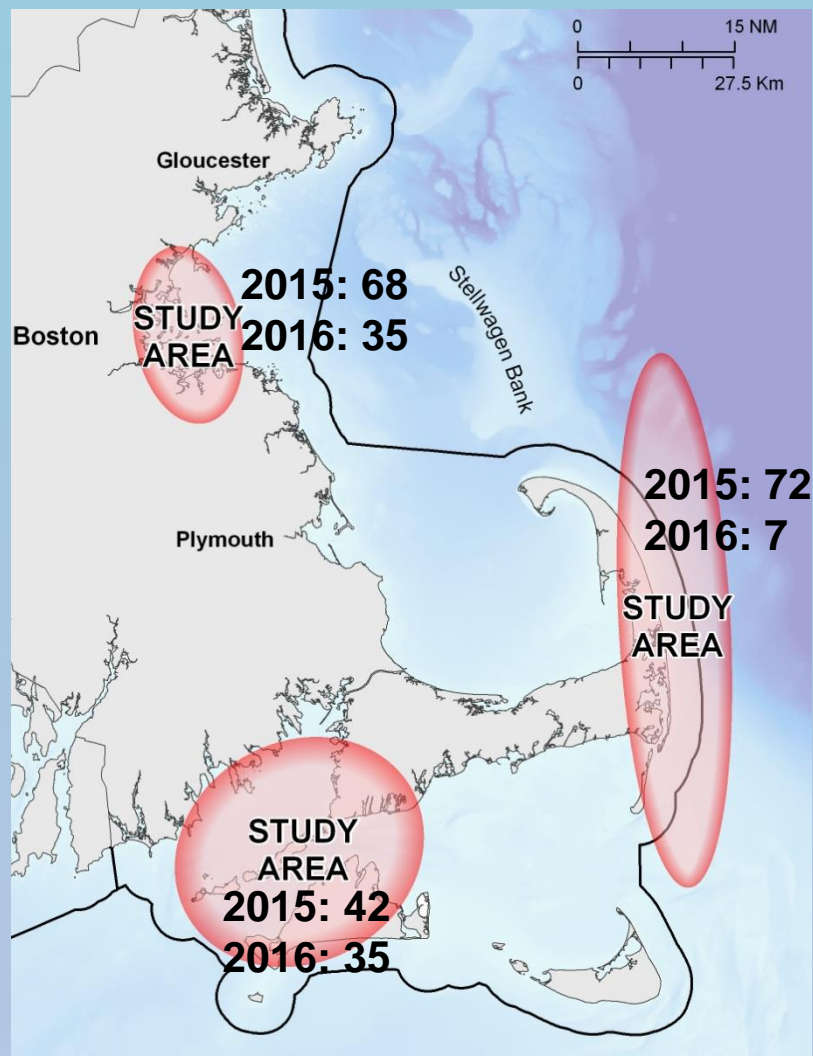 0 15 NM
0 27.5 Km
Gloucester
2015: 68
2016: 35
STUDY
AREA
Boston
Stellwagen Bank
2015: 72
2016: 7
Plymouth
STUDY
AREA
STUDY
AREA
2015: 42
2016: 35